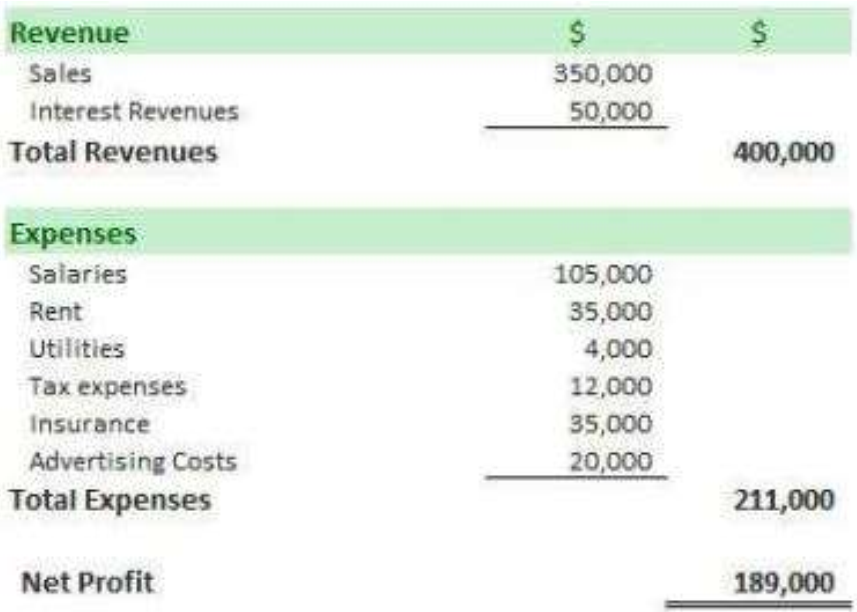 Revenue $ $
Sales 350,000
Interest Revenues 50,000
Total Revenues 400,000
Expenses
Salaries 105,000
Rent 35,000
Utilities 4,000
Tax expenses 12,000
Insurance 35,000
Advertising Costs 20,000
Total Expenses 211,000
Net Profit 189,000